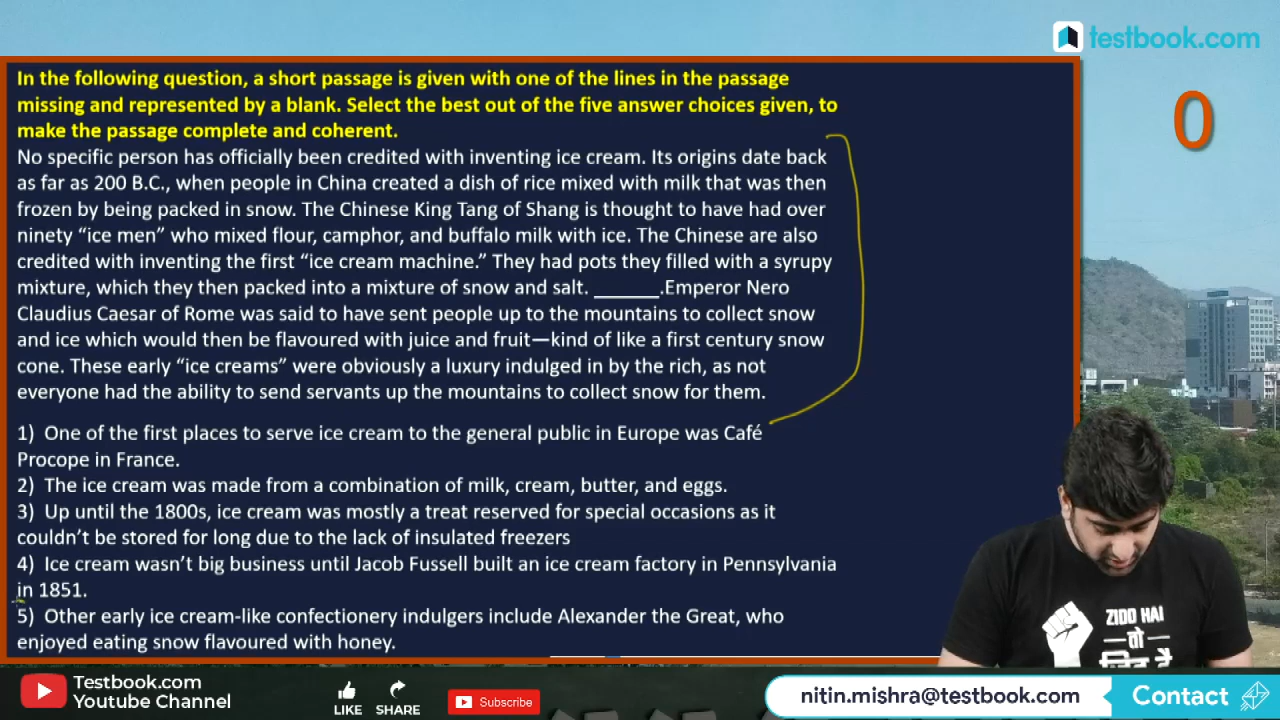 testbook.com
In the following question, a short passage is given with one of the lines in the passage
missing and represented by a blank. Select the best out of the five answer choices given, to
make the passage complete and coherent.
0
No specific person has officially been credited with inventing ice cream. Its origins date back
as far as 200 B.C., when people in China created a dish of rice mixed with milk that was then
frozen by being packed in snow. The Chinese King Tang of Shang is thought to have had over
ninety “ice men” who mixed flour, camphor, and buffalo milk with ice. The Chinese are also
credited with inventing the first “ice cream machine.” They had pots they filled with a syrupy
mixture, which they then packed into a mixture of snow and salt. ______.Emperor Nero
Claudius Caesar of Rome was said to have sent people up to the mountains to collect snow
and ice which would then be flavoured with juice and fruit—kind of like a first century snow
cone. These early “ice creams” were obviously a luxury indulged in by the rich, as not
everyone had the ability to send servants up the mountains to collect snow for them.
1) One of the first places to serve ice cream to the general public in Europe was Café
Procope in France.
2) The ice cream was made from a combination of milk, cream, butter, and eggs.
3) Up until the 1800s, ice cream was mostly a treat reserved for special occasions as it
couldn’t be stored for long due to the lack of insulated freezers
4) Ice cream wasn’t big business until Jacob Fussell built an ice cream factory in Pennsylvania
in 1851.
5) Other early ice cream-like confectionery indulgers include Alexander the Great, who
enjoyed eating snow flavoured with honey.
ZIDD HAI
तो
Testbook.com
Youtube Channel
LIKE
SHARE
Subscribe
nitin.mishra@testbook.com
Contact